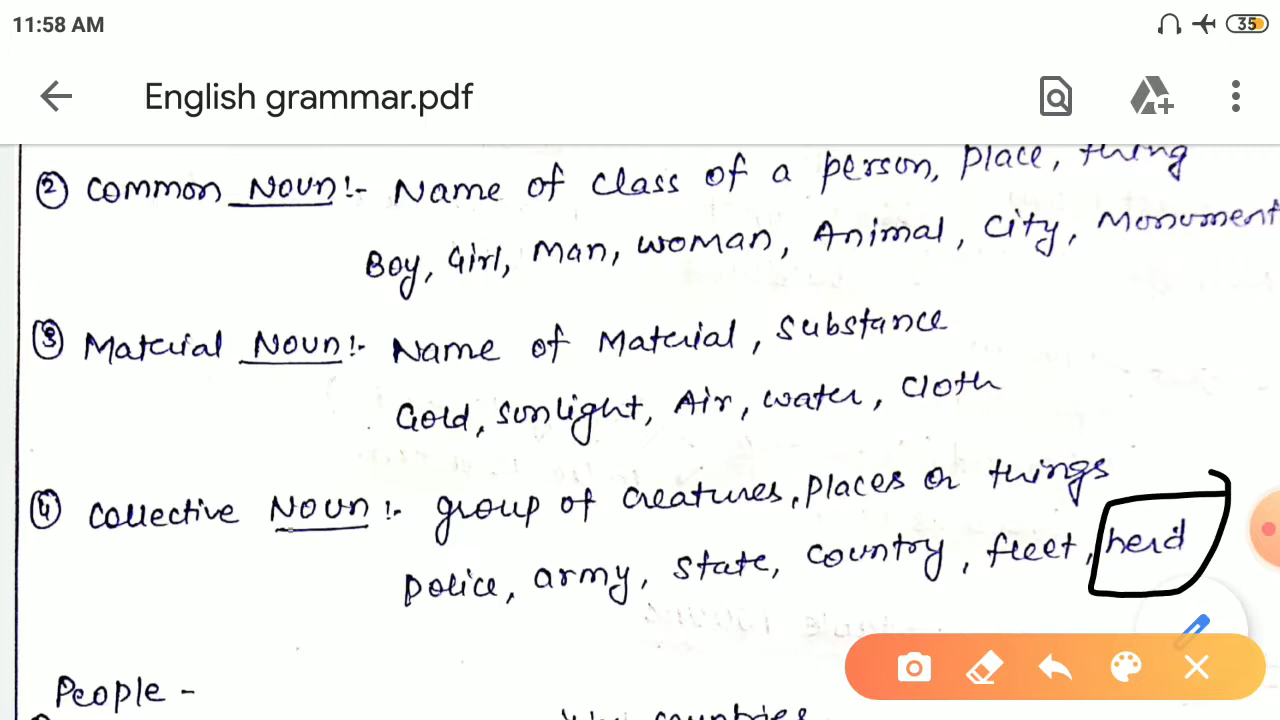 11:58 AM
35
English grammar.pdf
② Common Noun:- Name of class of a person, place, thing
Boy, Girl, Man, woman, Animal, City, Monument
③ Material Noun:- Name of Material, substance
Gold, sunlight, Air, water, cloth
④ Collective Noun:- group of creatures, places or things
police, army, state, country, fleet, herd
People -
countries